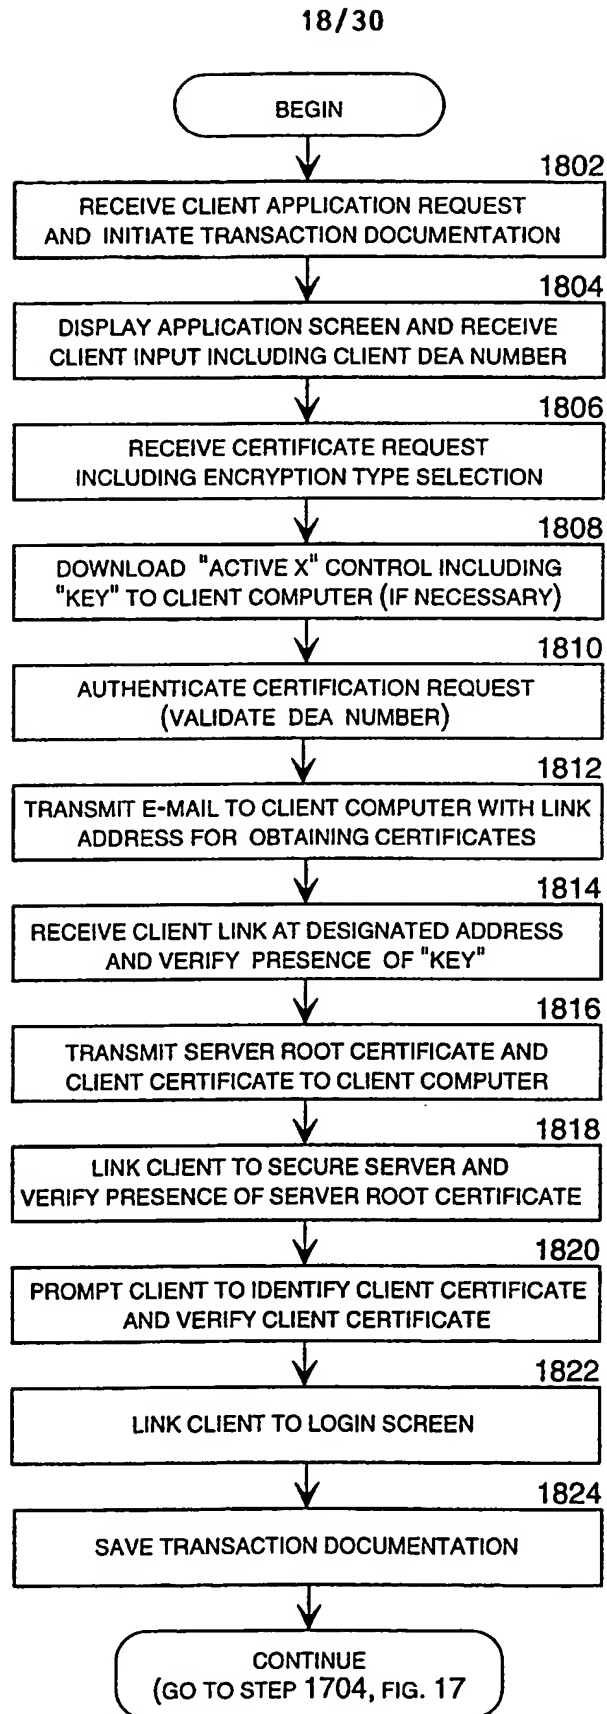 18/30
BEGIN
1802
RECEIVE CLIENT APPLICATION REQUEST
AND INITIATE TRANSACTION DOCUMENTATION
1804
DISPLAY APPLICATION SCREEN AND RECEIVE
CLIENT INPUT INCLUDING CLIENT DEA NUMBER
1806
RECEIVE CERTIFICATE REQUEST
INCLUDING ENCRYPTION TYPE SELECTION
1808
DOWNLOAD "ACTIVE X" CONTROL INCLUDING
"KEY" TO CLIENT COMPUTER (IF NECESSARY)
1810
AUTHENTICATE CERTIFICATION REQUEST
(VALIDATE DEA NUMBER)
1812
TRANSMIT E-MAIL TO CLIENT COMPUTER WITH LINK
ADDRESS FOR OBTAINING CERTIFICATES
1814
RECEIVE CLIENT LINK AT DESIGNATED ADDRESS
AND VERIFY PRESENCE OF "KEY"
1816
TRANSMIT SERVER ROOT CERTIFICATE AND
CLIENT CERTIFICATE TO CLIENT COMPUTER
1818
LINK CLIENT TO SECURE SERVER AND
VERIFY PRESENCE OF SERVER ROOT CERTIFICATE
1820
PROMPT CLIENT TO IDENTIFY CLIENT CERTIFICATE
AND VERIFY CLIENT CERTIFICATE
1822
LINK CLIENT TO LOGIN SCREEN
1824
SAVE TRANSACTION DOCUMENTATION
CONTINUE
(GO TO STEP 1704, FIG. 17